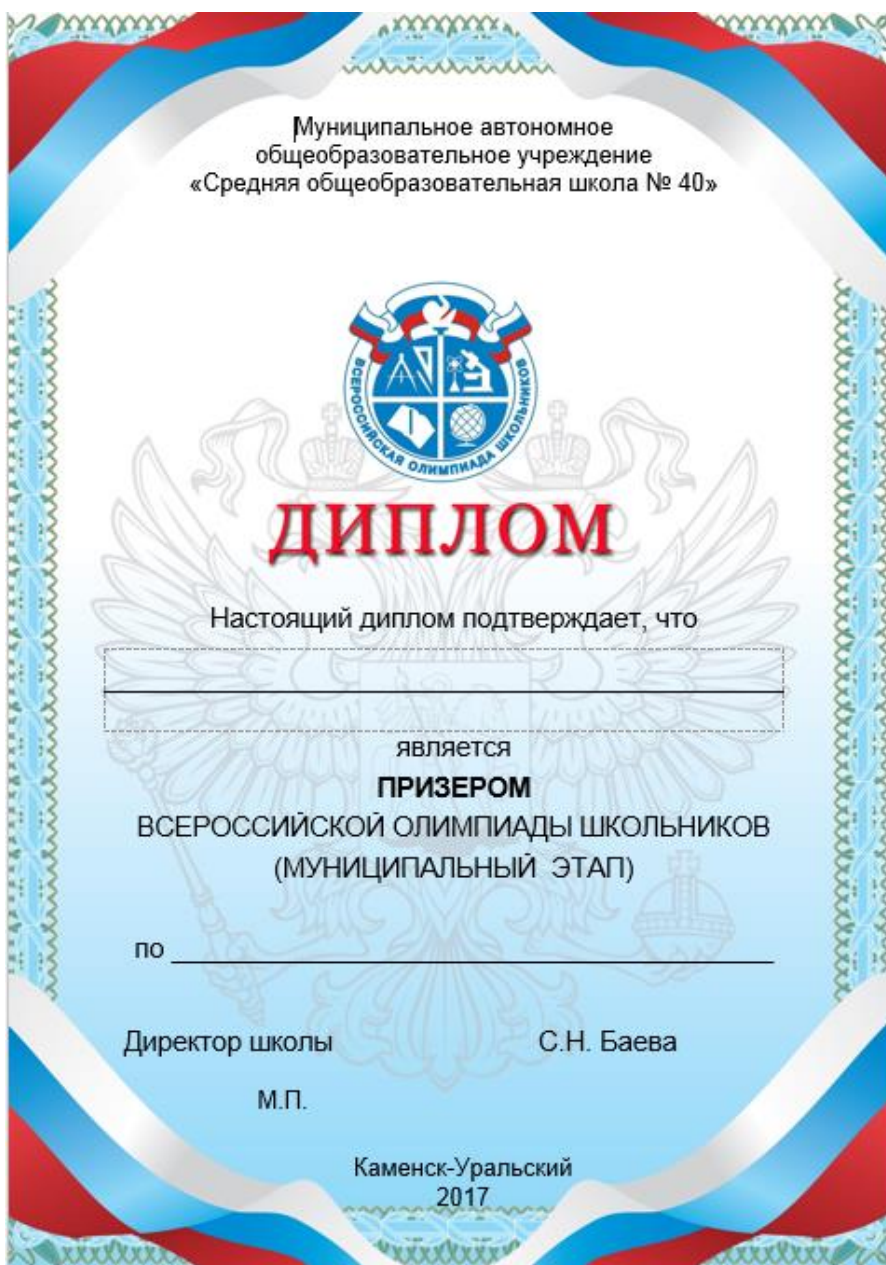 Муниципальное автономное
общеобразовательное учреждение
«Средняя общеобразовательная школа № 40»
ВСЕРОССИЙСКАЯ ОЛИМПИАДА ШКОЛЬНИКОВ
ДИПЛОМ
Настоящий диплом подтверждает, что
является
ПРИЗЕРОМ
ВСЕРОССИЙСКОЙ ОЛИМПИАДЫ ШКОЛЬНИКОВ
(МУНИЦИПАЛЬНЫЙ ЭТАП)
по
Директор школы С.Н. Баева
М.П.
Каменск-Уральский
2017